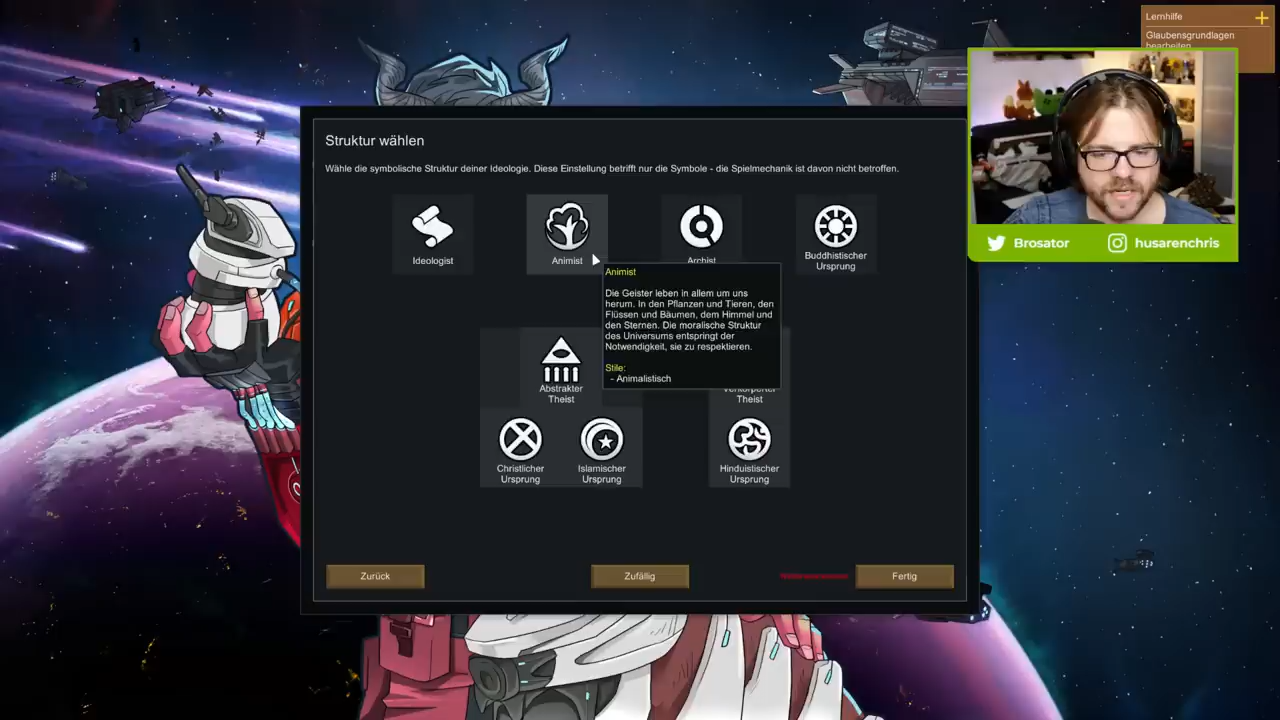 Lernhilfe
Glaubensgrundlagen
bearbeiten
Brosator
husarenchris
Struktur wählen
Wähle die symbolische Struktur deiner Ideologie. Diese Einstellung betrifft nur die Symbole - die Spielmechanik ist davon nicht betroffen.
Ideologist
Animist
Archist
Buddhistischer
Ursprung
Animist
Die Geister leben in allem um uns
herum. In den Pflanzen und Tieren, den
Flüssen und Bäumen, dem Himmel und
den Sternen. Die moralische Struktur
des Universums entspringt der
Notwendigkeit, sie zu respektieren.
Stile:
- Animalistisch
Abstrakter
Theist
Verkörperter
Theist
Christlicher
Ursprung
Islamischer
Ursprung
Hinduistischer
Ursprung
Zurück
Zufällig
Fertig